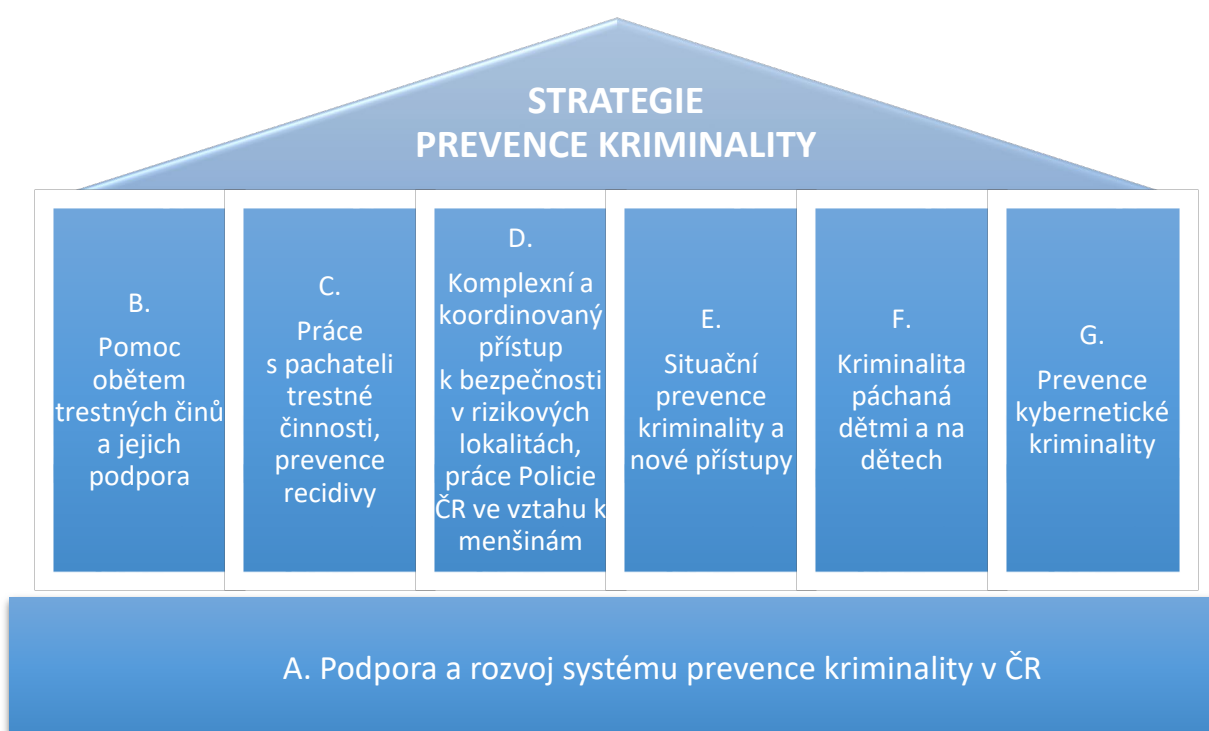 STRATEGIE
PREVENCE KRIMINALITY
B.
Pomoc
obětem
trestných činů
a jejich
podpora
C.
Práce
s pachateli
trestné
činnosti,
prevence
recidivy
D.
Komplexní a
koordinovaný
přístup
k bezpečnosti
v rizikových
lokalitách,
práce Policie
ČR ve vztahu k
menšinám
E.
Situační
prevence
kriminality a
nové přístupy
F.
Kriminalita
páchaná
dětmi a na
dětech
G.
Prevence
kybernetické
kriminality
A. Podpora a rozvoj systému prevence kriminality v ČR